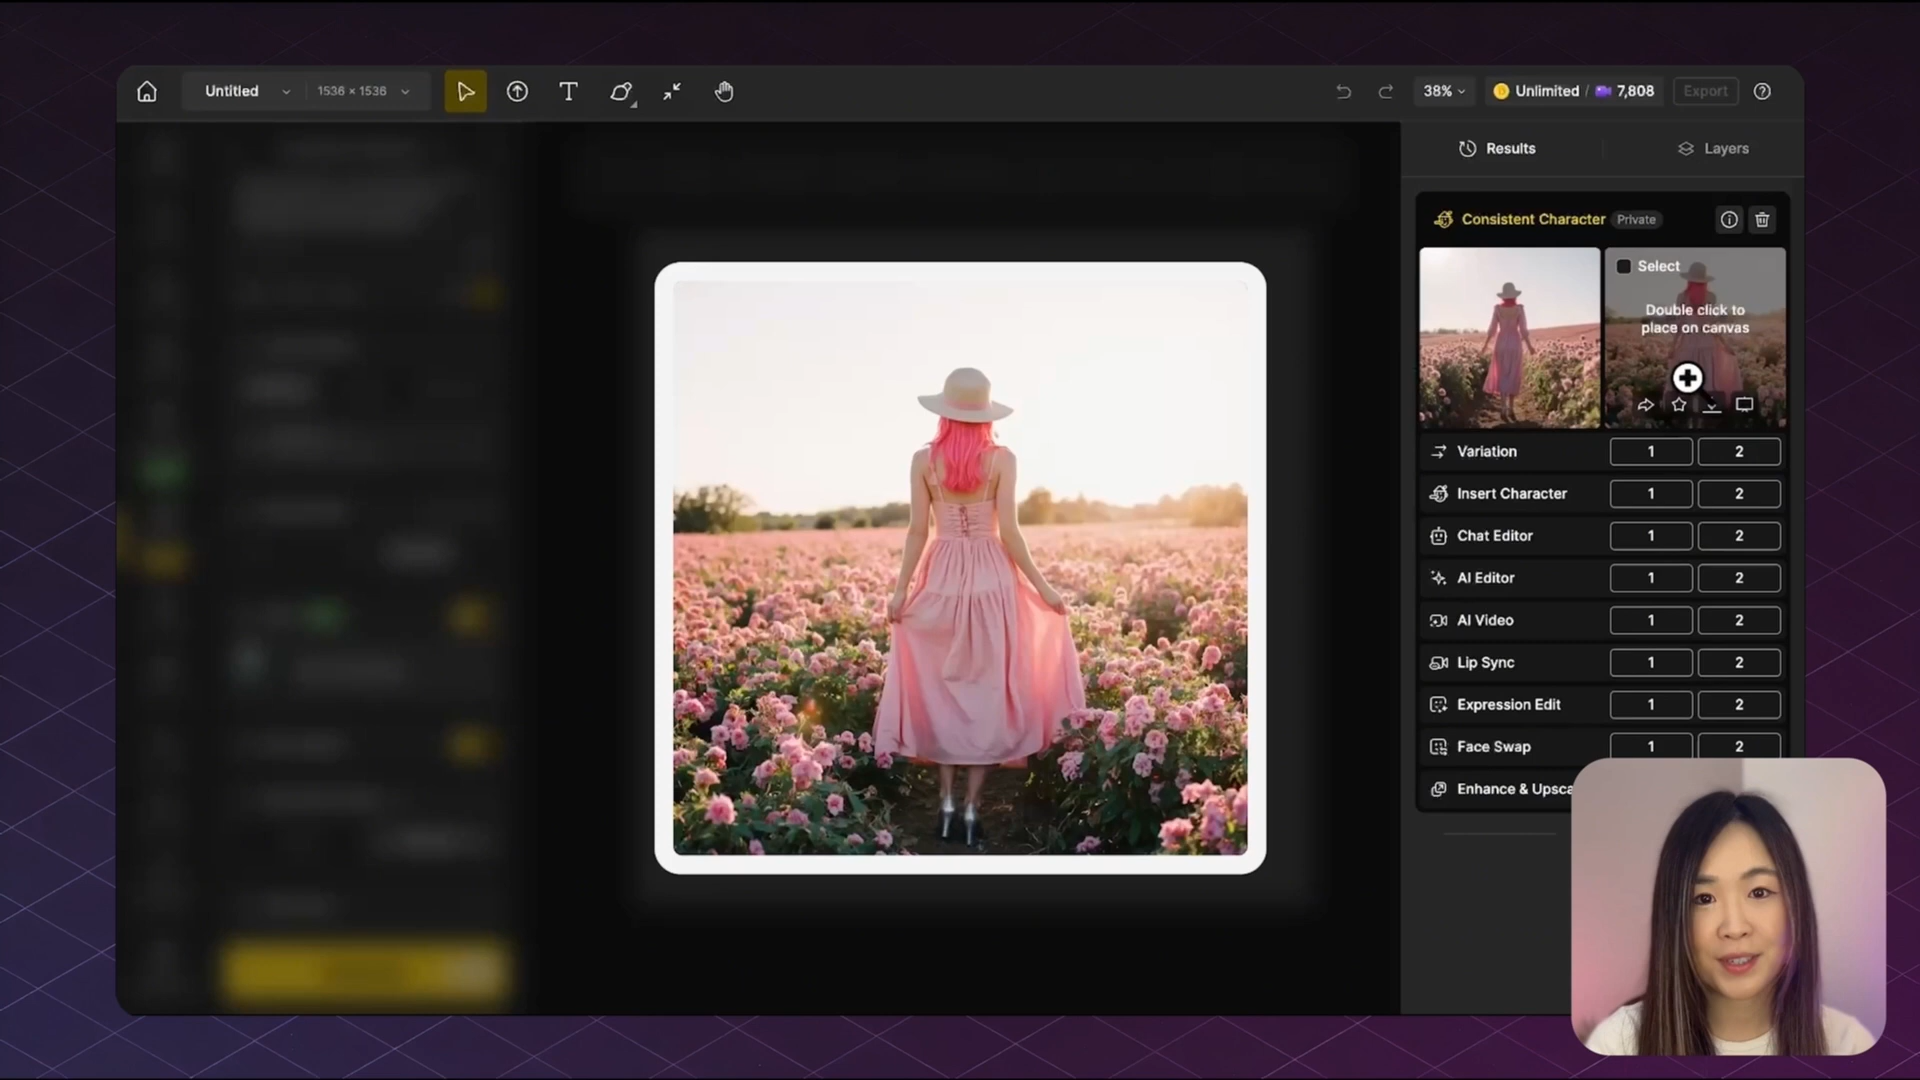 Untitled
1536 × 1536
38%
Unlimited / 7,808
Export
Results
Layers
Consistent Character Private
Select
Double click to
place on canvas
Variation 1 2
Insert Character 1 2
Chat Editor 1 2
AI Editor 1 2
AI Video 1 2
Lip Sync 1 2
Expression Edit 1 2
Face Swap 1 2
Enhance & Upsca